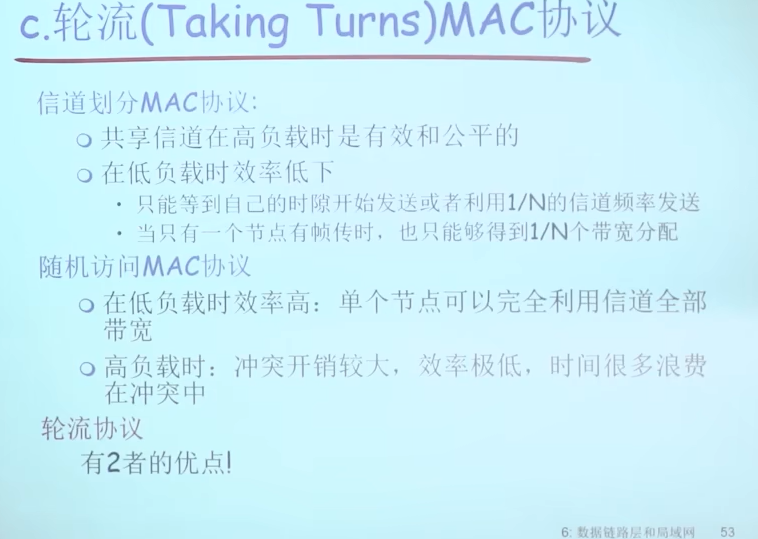 c.轮流(Taking Turns)MAC协议
信道划分MAC协议:
共享信道在高负载时是有效和公平的
在低负载时效率低下
· 只能等到自己的时隙开始发送或者利用1/N的信道频率发送
· 当只有一个节点有帧传时，也只能够得到1/N个带宽分配
随机访问MAC协议
在低负载时效率高：单个节点可以完全利用信道全部
带宽
高负载时：冲突开销较大，效率极低，时间很多浪费
在冲突中
轮流协议
有2者的优点!
6: 数据链路层和局域网 53